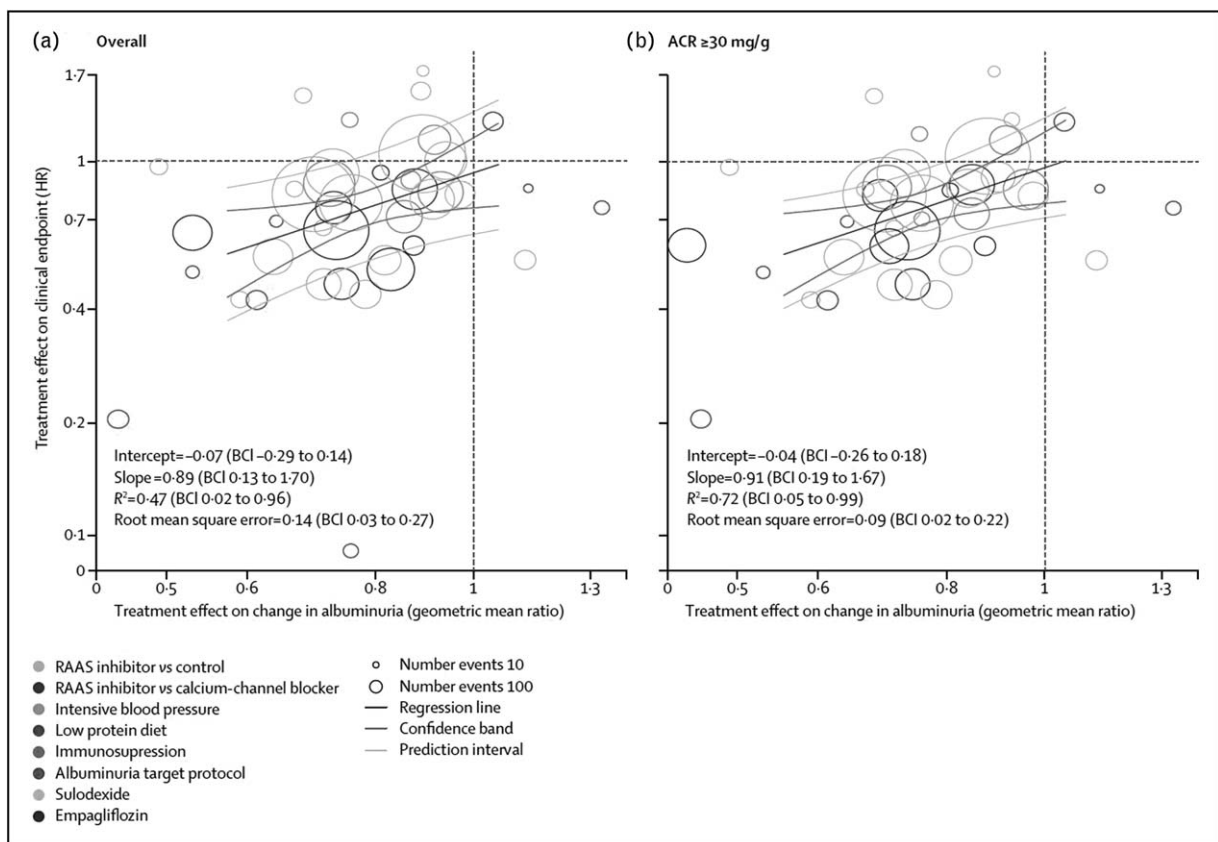 (a) Overall
Treatment effect on clinical endpoint (HR)
1·7
1
0·7
0·4
0·2
0·1
0
Intercept=–0·07 (BCI –0·29 to 0·14)
Slope=0·89 (BCI 0·13 to 1·70)
R²=0·47 (BCI 0·02 to 0·96)
Root mean square error=0·14 (BCI 0·03 to 0·27)
0 0·5 0·6 0·8 1 1·3
Treatment effect on change in albuminuria (geometric mean ratio)
(b) ACR ≥30 mg/g
Intercept=–0·04 (BCI –0·26 to 0·18)
Slope=0·91 (BCI 0·19 to 1·67)
R²=0·72 (BCI 0·05 to 0·99)
Root mean square error=0·09 (BCI 0·02 to 0·22)
0 0·5 0·6 0·8 1 1·3
Treatment effect on change in albuminuria (geometric mean ratio)
RAAS inhibitor vs control
RAAS inhibitor vs calcium-channel blocker
Intensive blood pressure
Low protein diet
Immunosupression
Albuminuria target protocol
Sulodexide
Empagliflozin
Number events 10
Number events 100
Regression line
Confidence band
Prediction interval